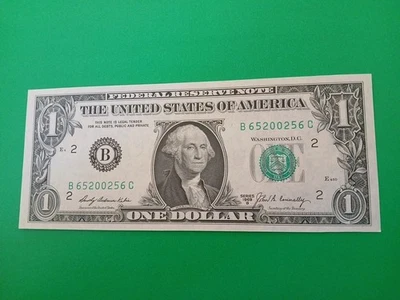 FEDERAL RESERVE NOTE
THE UNITED STATES OF AMERICA
1
1
THIS NOTE IS LEGAL TENDER
FOR ALL DEBTS, PUBLIC AND PRIVATE
WASHINGTON, D.C.
B 65200256 C
2
2
B
B 65200256 C
2
2
SERIES
1969
ONE DOLLAR
1
1